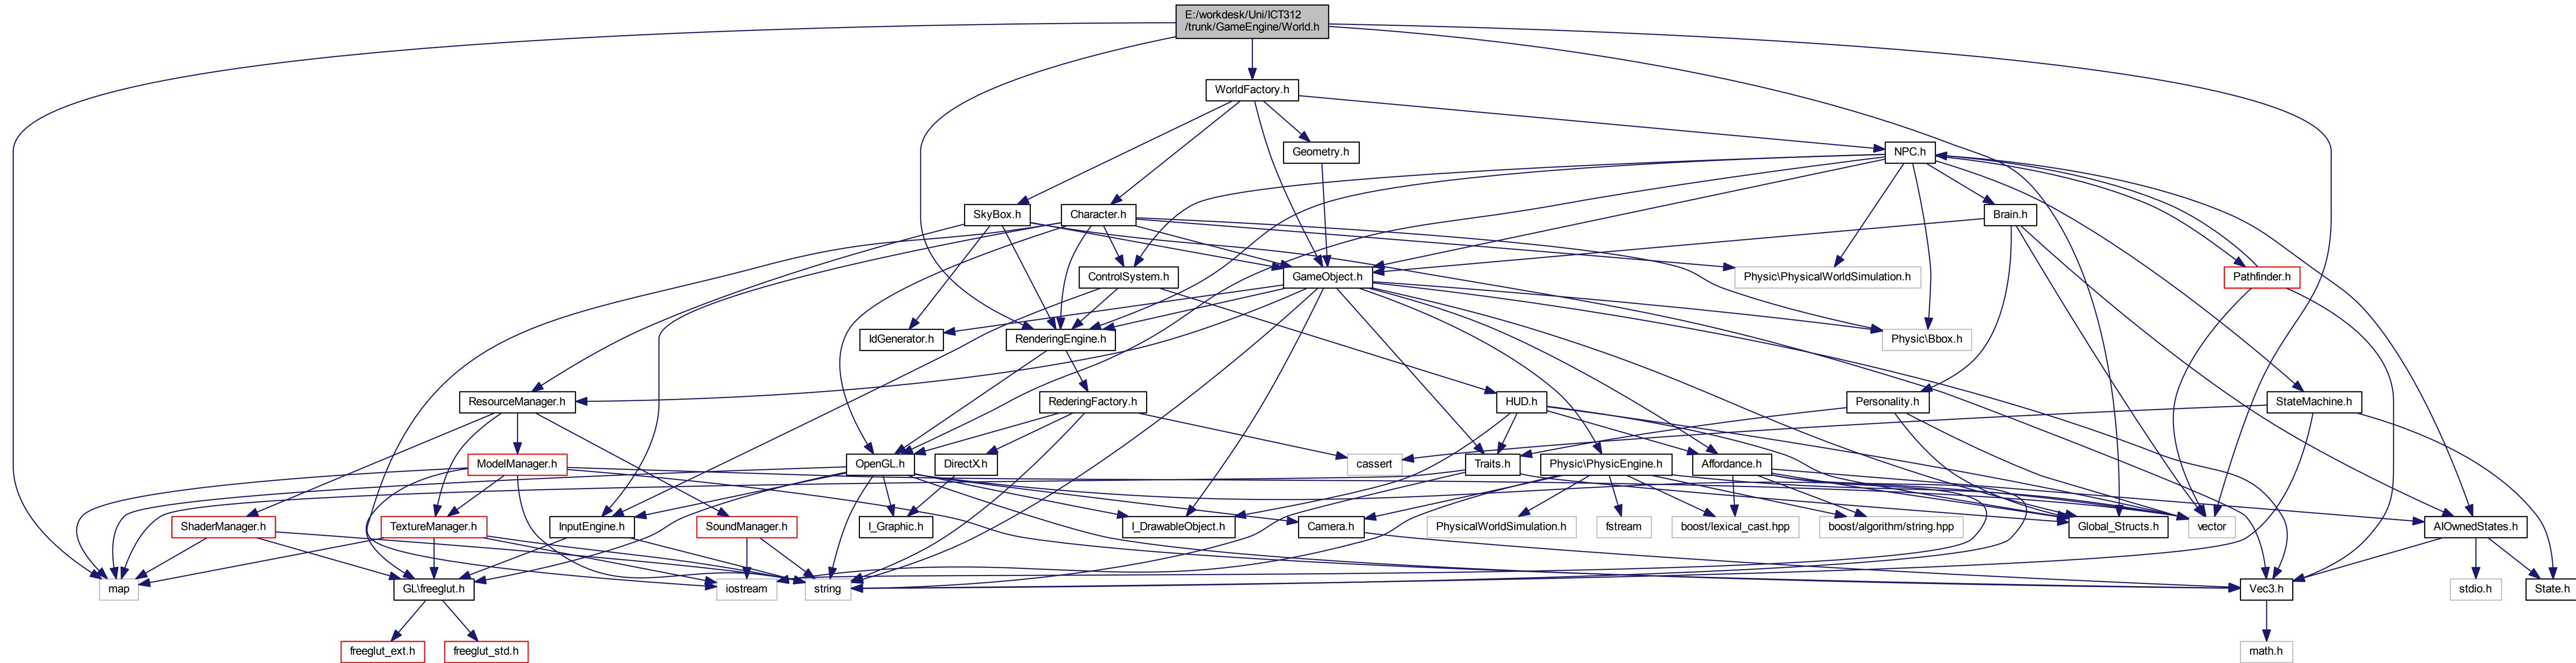 E:/workdesk/Uni/ICT312
/trunk/GameEngine/World.h
WorldFactory.h
Geometry.h
NPC.h
SkyBox.h
Character.h
Brain.h
ControlSystem.h
GameObject.h
Physic\PhysicalWorldSimulation.h
Pathfinder.h
IdGenerator.h
RenderingEngine.h
Physic\Bbox.h
ResourceManager.h
RederingFactory.h
HUD.h
Personality.h
StateMachine.h
ModelManager.h
OpenGL.h
DirectX.h
cassert
Traits.h
Physic\PhysicEngine.h
Affordance.h
ShaderManager.h
TextureManager.h
InputEngine.h
SoundManager.h
I_Graphic.h
I_DrawableObject.h
Camera.h
PhysicalWorldSimulation.h
fstream
boost/lexical_cast.hpp
boost/algorithm/string.hpp
Global_Structs.h
vector
AIOwnedStates.h
map
GL\freeglut.h
iostream
string
Vec3.h
stdio.h
State.h
freeglut_ext.h
freeglut_std.h
math.h